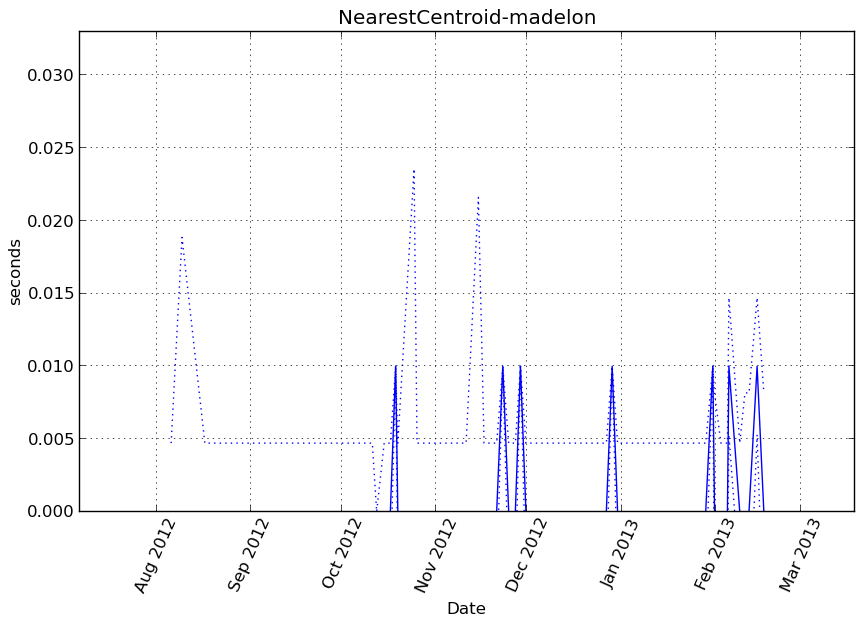 NearestCentroid-madelon
0.030
0.025
0.020
0.015
0.010
0.005
0.000
seconds
Aug 2012
Sep 2012
Oct 2012
Nov 2012
Dec 2012
Jan 2013
Feb 2013
Mar 2013
Date